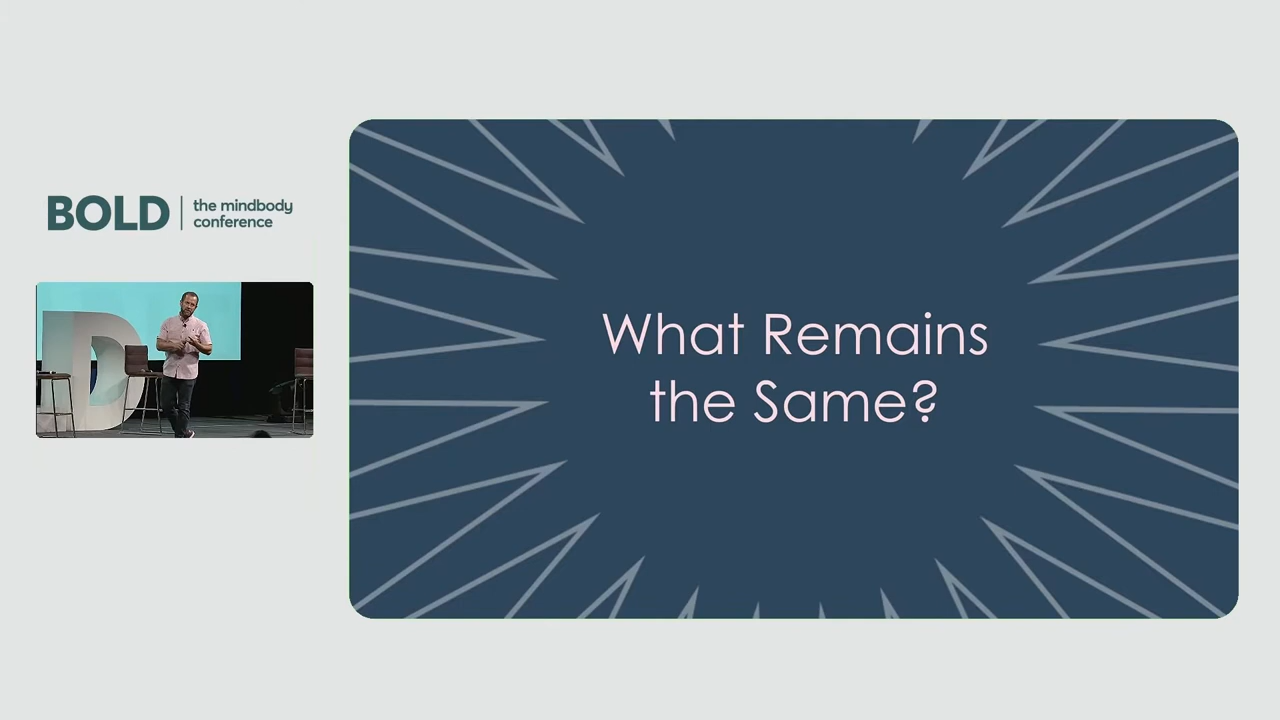 BOLD
the mindbody
conference
What Remains
the Same?
D